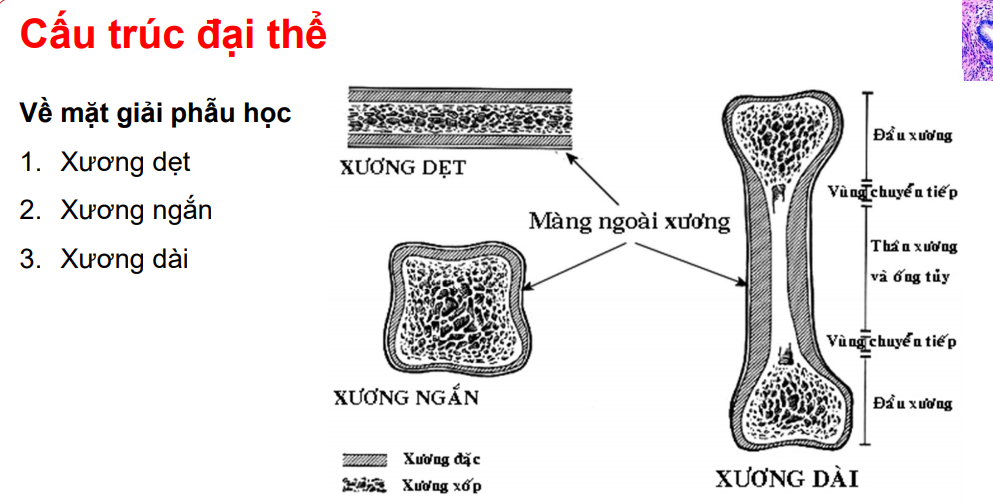 Cấu trúc đại thể
Về mặt giải phẫu học
1. Xương dẹt
2. Xương ngắn
3. Xương dài
XƯƠNG DẸT
Màng ngoài xương
XƯƠNG NGẮN
Xương đặc
Xương xốp
Đầu xương
Vùng chuyển tiếp
Thân xương
và ống tủy
Vùng chuyển tiếp
Đầu xương
XƯƠNG DÀI